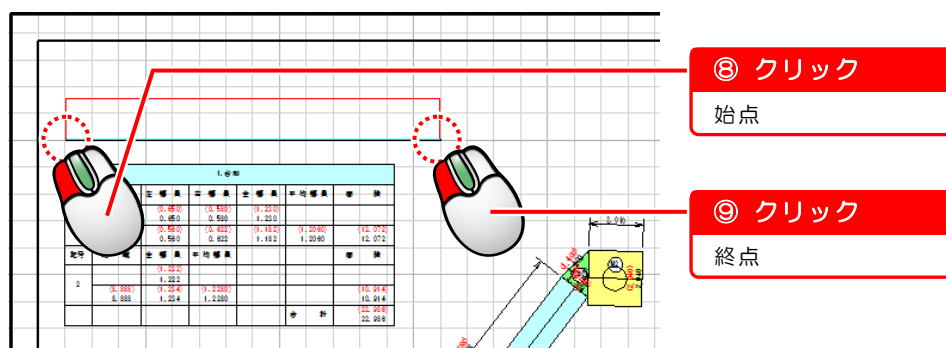 ⑧ クリック
始点
⑨ クリック
終点
左 幅 員 右 幅 員 全 幅 員 平 均 幅 員 面 積
(0.650) (0.580) (1.230)
0.650 0.580 1.230
(0.560) (0.622) (1.182) (1.2060) (12.072)
0.560 0.622 1.182 1.2060 12.072
記号 全 幅 員 平 均 幅 員 面 積
(1.222)
1.222
2
(8.888) (1.234) (1.2280) (10.914)
8.888 1.234 1.2280 10.914
合 計 (22.986)
22.986